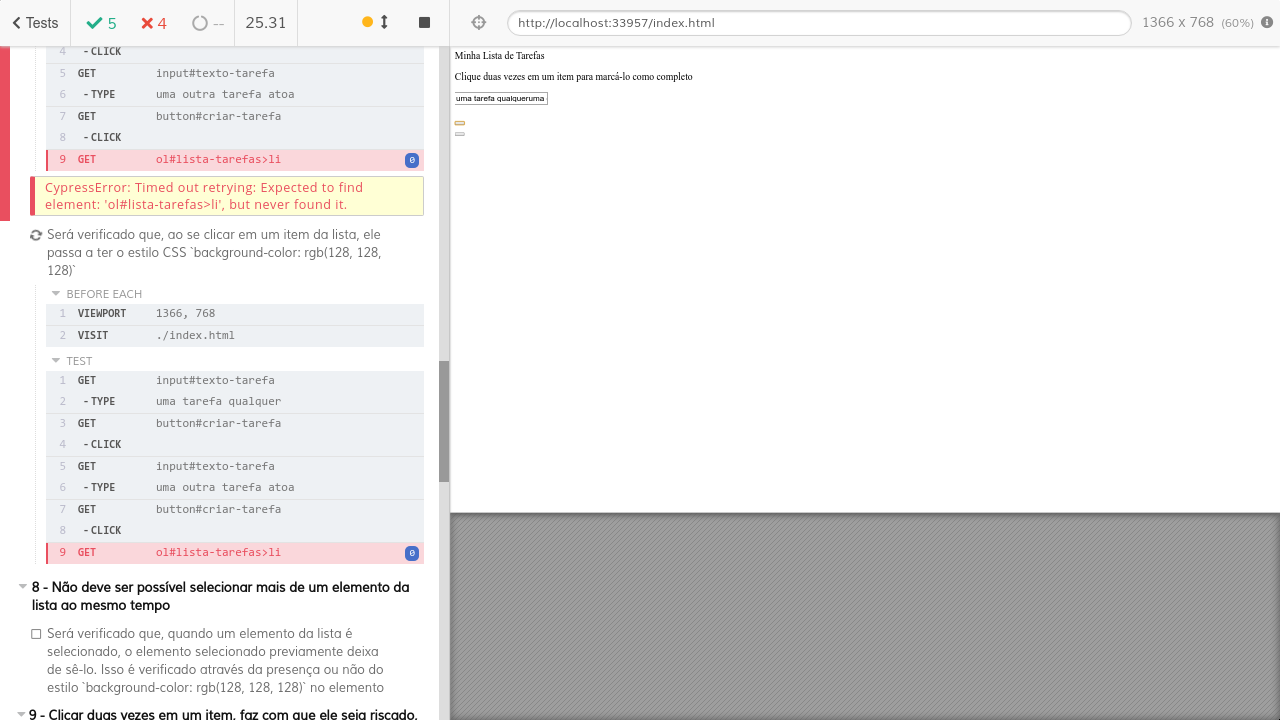 Tests 5 4 -- 25.31
http://localhost:33957/index.html 1366 x 768 (60%)
4 - CLICK
5 GET input#texto-tarefa
6 - TYPE uma outra tarefa atoa
7 GET button#criar-tarefa
8 - CLICK
9 GET ol#lista-tarefas>li 0
CypressError: Timed out retrying: Expected to find
element: 'ol#lista-tarefas>li', but never found it.
Será verificado que, ao se clicar em um item da lista, ele
passa a ter o estilo CSS `background-color: rgb(128, 128,
128)`
BEFORE EACH
1 VIEWPORT 1366, 768
2 VISIT ./index.html
TEST
1 GET input#texto-tarefa
2 - TYPE uma tarefa qualquer
3 GET button#criar-tarefa
4 - CLICK
5 GET input#texto-tarefa
6 - TYPE uma outra tarefa atoa
7 GET button#criar-tarefa
8 - CLICK
9 GET ol#lista-tarefas>li 0
8 - Não deve ser possível selecionar mais de um elemento da
lista ao mesmo tempo
Será verificado que, quando um elemento da lista é
selecionado, o elemento selecionado previamente deixa
de sê-lo. Isso é verificado através da presença ou não do
estilo `background-color: rgb(128, 128, 128)` no elemento
9 - Clicar duas vezes em um item, faz com que ele seja riscado,
Minha Lista de Tarefas
Clique duas vezes em um item para marcá-lo como completo
uma tarefa qualqueruma